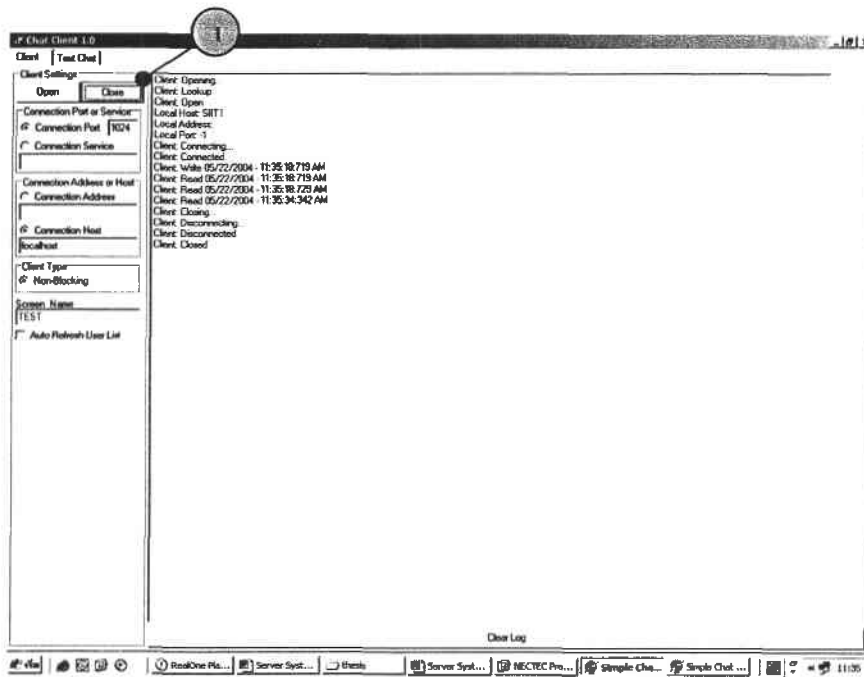 1
Chat Client 1.0
Client Text Chat
Client Settings
Open Close
Connection Port or Service
Connection Port 1024
Connection Service
Connection Address or Host
Connection Address
Connection Host
localhost
Client Type
Non-Blocking
Screen Name
TEST
Auto Refresh User List
Client: Opening.
Client: Lookup
Client: Open
Local Host: SIIT1
Local Address:
Local Port: -1
Client: Connecting...
Client: Connected
Client: Write 05/22/2004 - 11:35:18:719 AM
Client: Read 05/22/2004 - 11:35:18:719 AM
Client: Read 05/22/2004 - 11:35:18:729 AM
Client: Read 05/22/2004 - 11:35:34:342 AM
Client: Closing...
Client: Disconnecting...
Client: Disconnected
Client: Closed
Clear Log
RealOne Pla... Server Syst... thesis Server Syst... NECTEC Pro... Simple Cha... Simple Chat ... 11:35